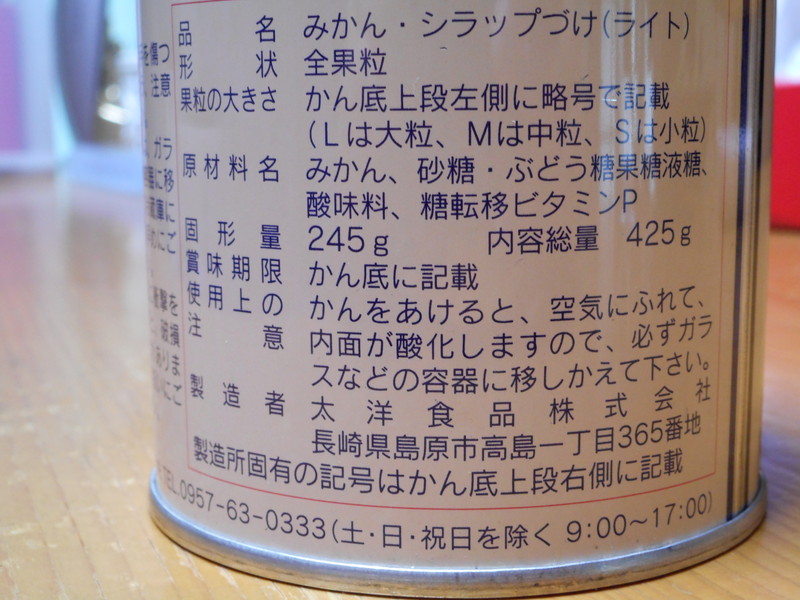 品名 みかん・シラップづけ(ライト)
形状 全果粒
果粒の大きさ かん底上段左側に略号で記載
(Lは大粒、Mは中粒、Sは小粒)
原材料名 みかん、砂糖・ぶどう糖果糖液糖、
酸味料、糖転移ビタミンP
固形量 245g 内容総量 425g
賞味期限 かん底に記載
使用上の注意 かんをあけると、空気にふれて、
内面が酸化しますので、必ずガラ
スなどの容器に移しかえて下さい。
製造者 太洋食品株式会社
長崎県島原市高島一丁目365番地
製造所固有の記号はかん底上段右側に記載
TEL.0957-63-0333(土・日・祝日を除く 9:00~17:00)